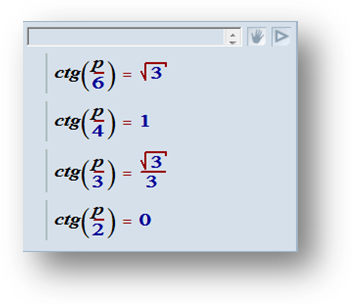 ctg(p/6) = √3
ctg(p/4) = 1
ctg(p/3) = √3/3
ctg(p/2) = 0